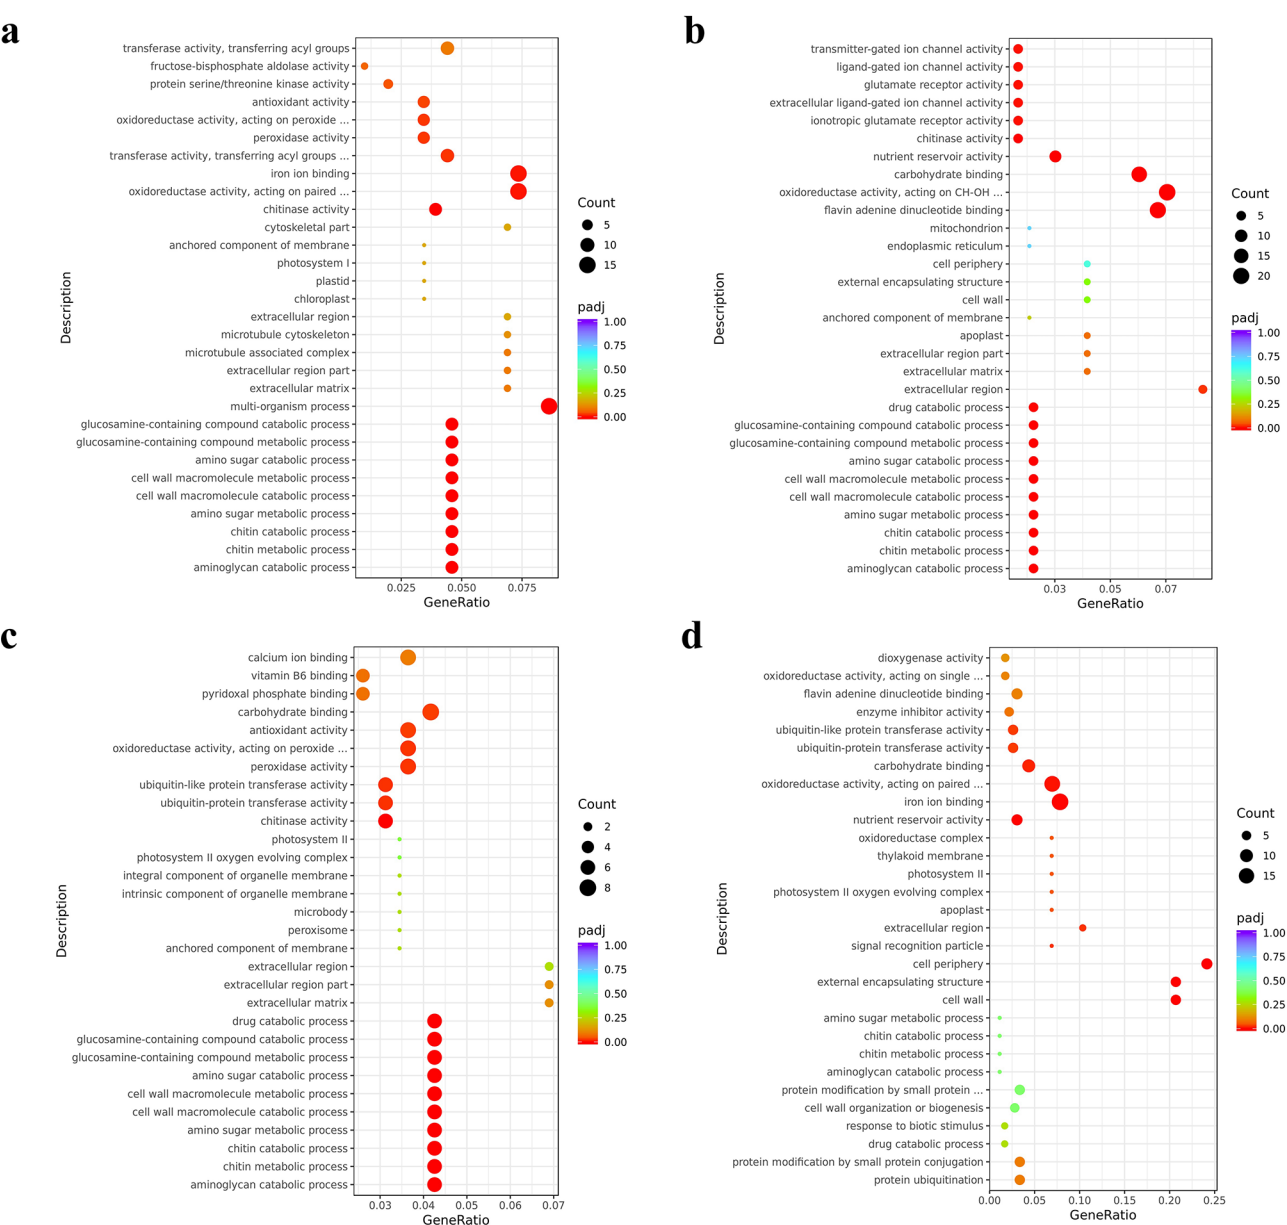 a
transferase activity, transferring acyl groups
fructose-bisphosphate aldolase activity
protein serine/threonine kinase activity
antioxidant activity
oxidoreductase activity, acting on peroxide ...
peroxidase activity
transferase activity, transferring acyl groups ...
iron ion binding
oxidoreductase activity, acting on paired ...
chitinase activity
cytoskeletal part
anchored component of membrane
photosystem I
plastid
chloroplast
extracellular region
microtubule cytoskeleton
microtubule associated complex
extracellular region part
extracellular matrix
multi-organism process
glucosamine-containing compound catabolic process
glucosamine-containing compound metabolic process
amino sugar catabolic process
cell wall macromolecule metabolic process
cell wall macromolecule catabolic process
amino sugar metabolic process
chitin catabolic process
chitin metabolic process
aminoglycan catabolic process
Description
0.025 0.050 0.075
GeneRatio
Count
5
10
15
padj
1.00
0.75
0.50
0.25
0.00
b
transmitter-gated ion channel activity
ligand-gated ion channel activity
glutamate receptor activity
extracellular ligand-gated ion channel activity
ionotropic glutamate receptor activity
chitinase activity
nutrient reservoir activity
carbohydrate binding
oxidoreductase activity, acting on CH-OH ...
flavin adenine dinucleotide binding
mitochondrion
endoplasmic reticulum
cell periphery
external encapsulating structure
cell wall
anchored component of membrane
apoplast
extracellular region part
extracellular matrix
extracellular region
drug catabolic process
glucosamine-containing compound catabolic process
glucosamine-containing compound metabolic process
amino sugar catabolic process
cell wall macromolecule metabolic process
cell wall macromolecule catabolic process
amino sugar metabolic process
chitin catabolic process
chitin metabolic process
aminoglycan catabolic process
Description
0.03 0.05 0.07
GeneRatio
Count
5
10
15
20
padj
1.00
0.75
0.50
0.25
0.00
c
calcium ion binding
vitamin B6 binding
pyridoxal phosphate binding
carbohydrate binding
antioxidant activity
oxidoreductase activity, acting on peroxide ...
peroxidase activity
ubiquitin-like protein transferase activity
ubiquitin-protein transferase activity
chitinase activity
photosystem II
photosystem II oxygen evolving complex
integral component of organelle membrane
intrinsic component of organelle membrane
microbody
peroxisome
anchored component of membrane
extracellular region
extracellular region part
extracellular matrix
drug catabolic process
glucosamine-containing compound catabolic process
glucosamine-containing compound metabolic process
amino sugar catabolic process
cell wall macromolecule metabolic process
cell wall macromolecule catabolic process
amino sugar metabolic process
chitin catabolic process
chitin metabolic process
aminoglycan catabolic process
Description
0.03 0.04 0.05 0.06 0.07
GeneRatio
Count
2
4
6
8
padj
1.00
0.75
0.50
0.25
0.00
d
dioxygenase activity
oxidoreductase activity, acting on single ...
flavin adenine dinucleotide binding
enzyme inhibitor activity
ubiquitin-like protein transferase activity
ubiquitin-protein transferase activity
carbohydrate binding
oxidoreductase activity, acting on paired ...
iron ion binding
nutrient reservoir activity
oxidoreductase complex
thylakoid membrane
photosystem II
photosystem II oxygen evolving complex
apoplast
extracellular region
signal recognition particle
cell periphery
external encapsulating structure
cell wall
amino sugar metabolic process
chitin catabolic process
chitin metabolic process
aminoglycan catabolic process
protein modification by small protein ...
cell wall organization or biogenesis
response to biotic stimulus
drug catabolic process
protein modification by small protein conjugation
protein ubiquitination
Description
0.00 0.05 0.10 0.15 0.20 0.25
GeneRatio
Count
5
10
15
padj
1.00
0.75
0.50
0.25
0.00